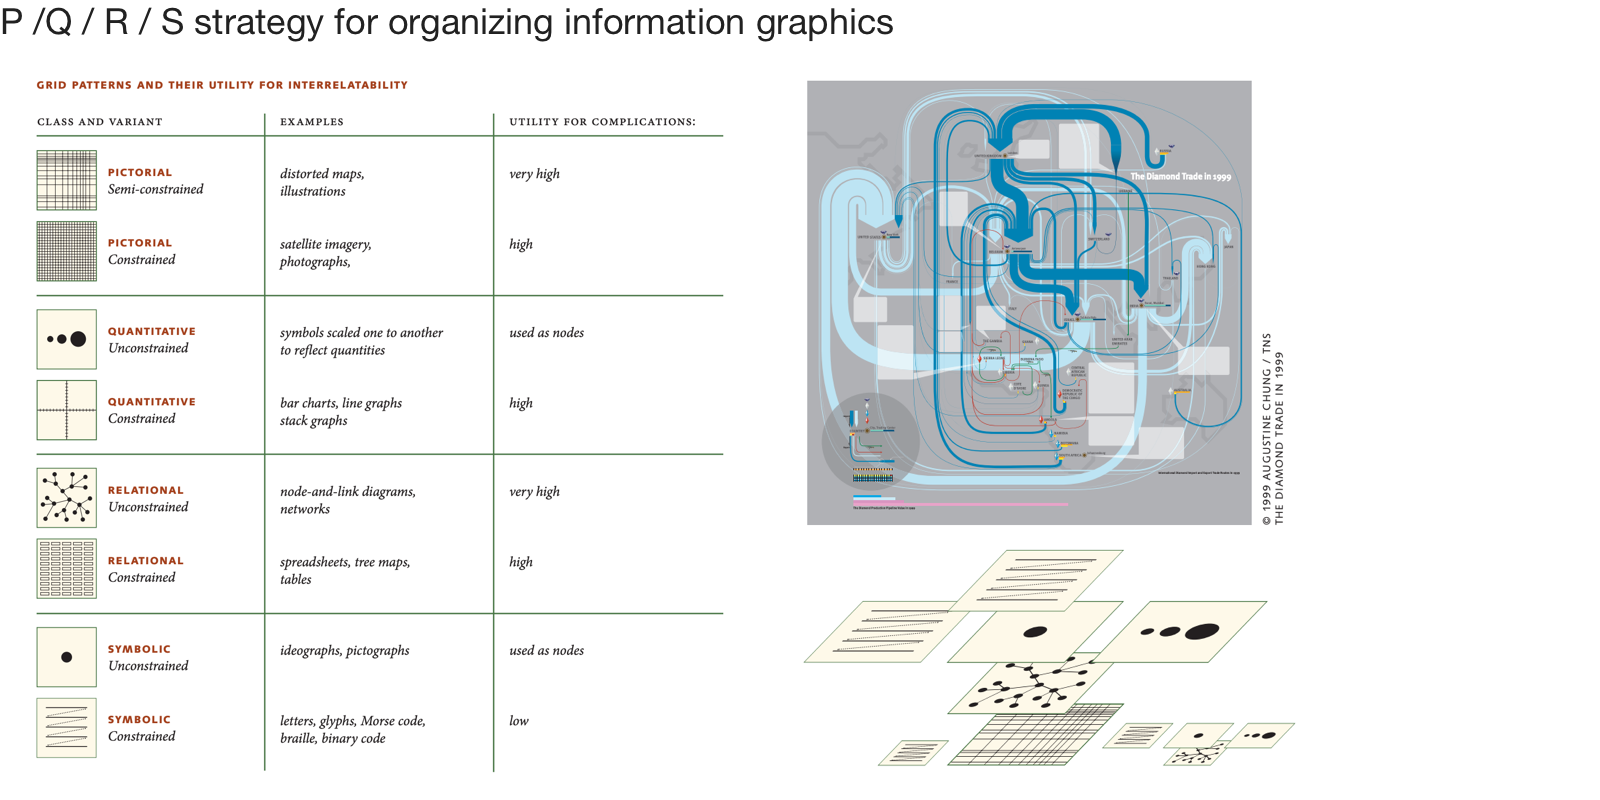 P /Q / R / S strategy for organizing information graphics
GRID PATTERNS AND THEIR UTILITY FOR INTERRELATABILITY
CLASS AND VARIANT
EXAMPLES
UTILITY FOR COMPLICATIONS:
PICTORIAL
Semi-constrained
distorted maps,
illustrations
very high
PICTORIAL
Constrained
satellite imagery,
photographs,
high
QUANTITATIVE
Unconstrained
symbols scaled one to another
to reflect quantities
used as nodes
QUANTITATIVE
Constrained
bar charts, line graphs
stack graphs
high
RELATIONAL
Unconstrained
node-and-link diagrams,
networks
very high
RELATIONAL
Constrained
spreadsheets, tree maps,
tables
high
SYMBOLIC
Unconstrained
ideographs, pictographs
used as nodes
SYMBOLIC
Constrained
letters, glyphs, Morse code,
braille, binary code
low
The Diamond Trade in 1999
© 1999 AUGUSTINE CHUNG / TNS
THE DIAMOND TRADE IN 1999